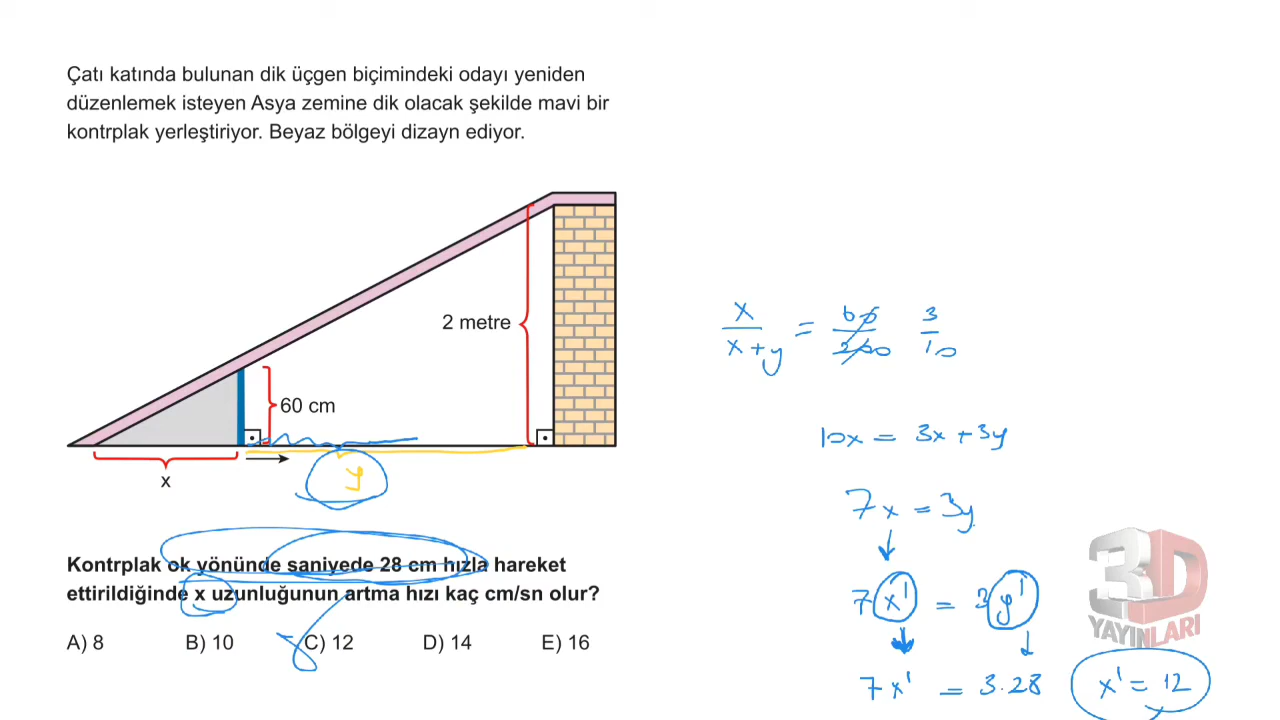 Çatı katında bulunan dik üçgen biçimindeki odayı yeniden
düzenlemek isteyen Asya zemine dik olacak şekilde mavi bir
kontrplak yerleştiriyor. Beyaz bölgeyi dizayn ediyor.
2 metre
60 cm
x
y
Kontrplak ok yönünde saniyede 28 cm hızla hareket
ettirildiğinde x uzunluğunun artma hızı kaç cm/sn olur?
A) 8 B) 10 C) 12 D) 14 E) 16
x/(x+y) = 60/200 3/10
10x = 3x+3y
7x = 3y
7x' = 3y'
7x' = 3.28
x' = 12
3D
YAYINLARI